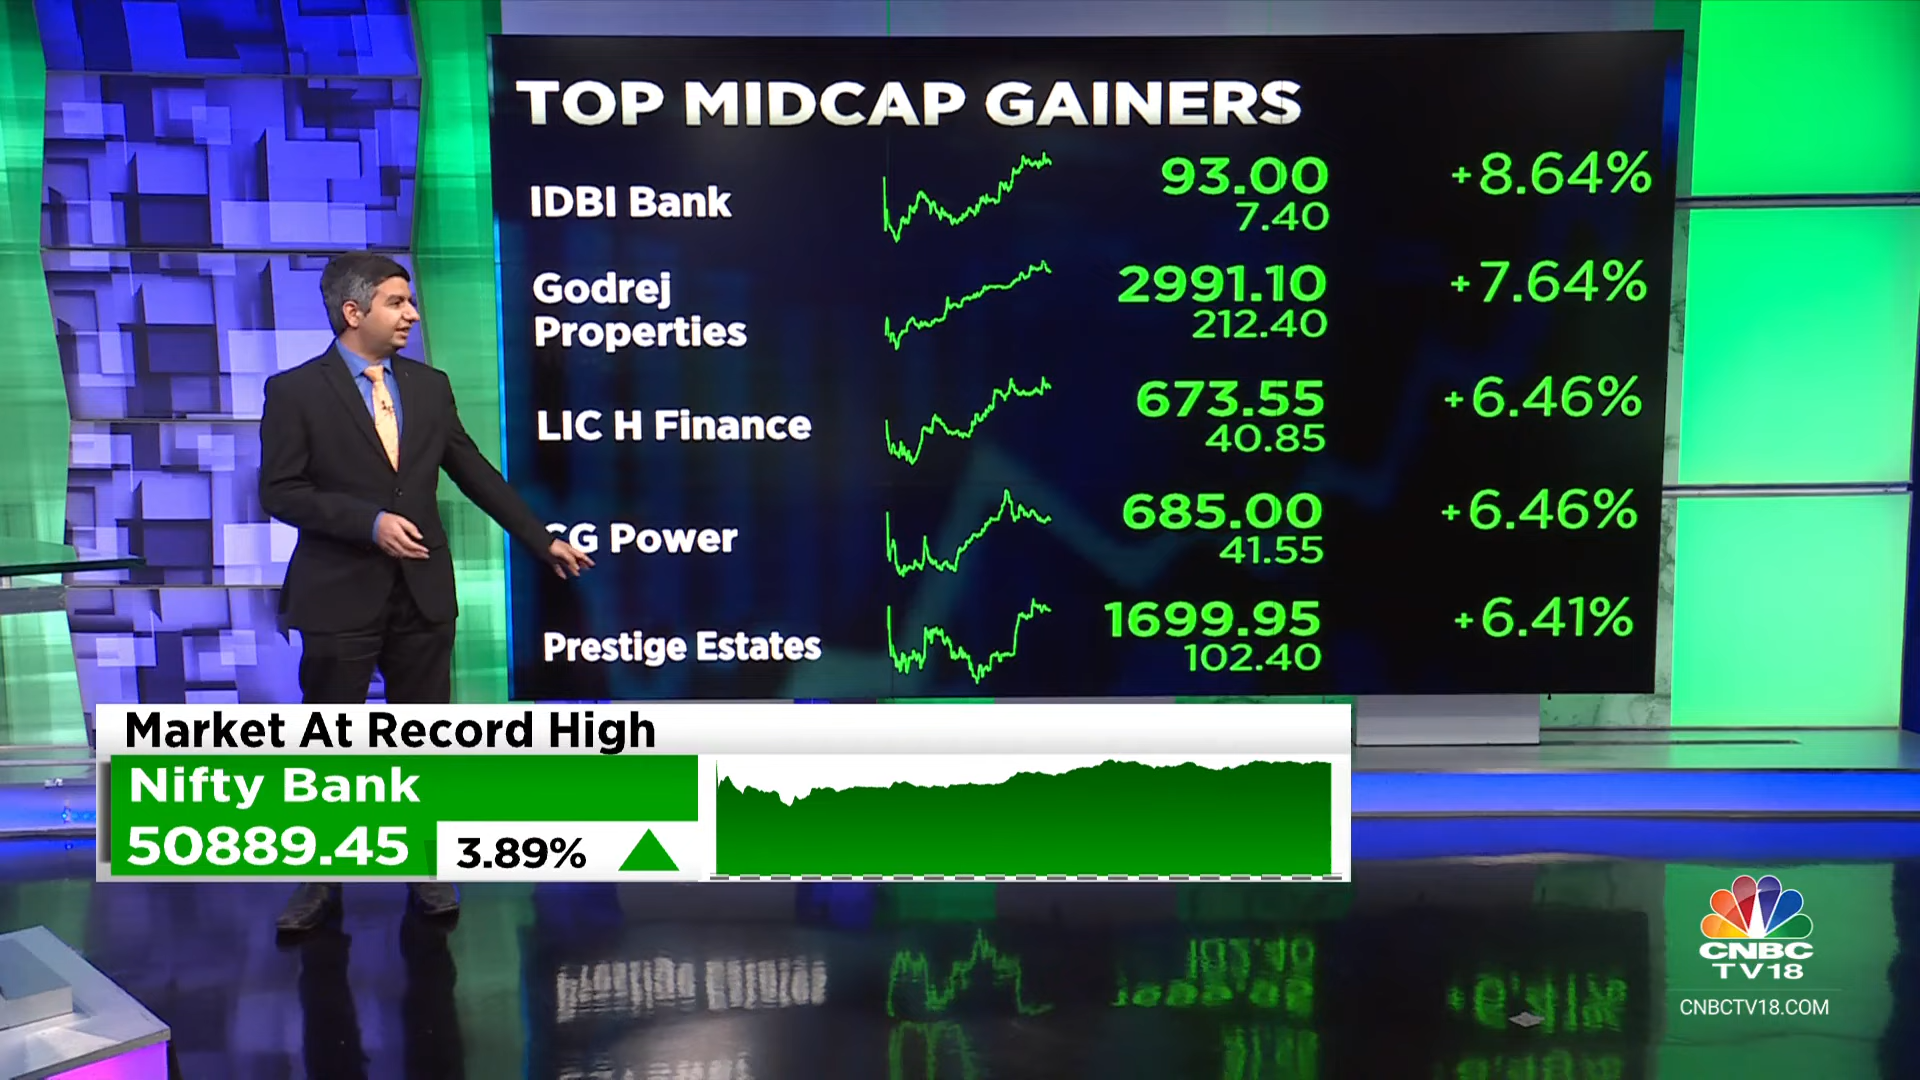 TOP MIDCAP GAINERS
IDBI Bank 93.00 +8.64%
7.40
Godrej 2991.10 +7.64%
Properties 212.40
LIC H Finance 673.55 +6.46%
40.85
CG Power 685.00 +6.46%
41.55
Prestige Estates 1699.95 +6.41%
102.40
Market At Record High
Nifty Bank
50889.45 3.89%
CNBC
TV18
CNBCTV18.COM